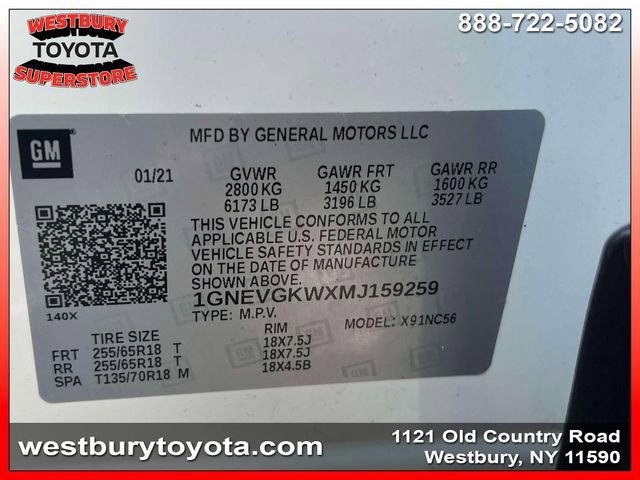 WESTBURY
TOYOTA
SUPERSTORE
888-722-5082
MFD BY GENERAL MOTORS LLC
GM
01/21 GVWR GAWR FRT GAWR RR
2800 KG 1450 KG 1600 KG
6173 LB 3196 LB 3527 LB
THIS VEHICLE CONFORMS TO ALL
APPLICABLE U.S. FEDERAL MOTOR
VEHICLE SAFETY STANDARDS IN EFFECT
ON THE DATE OF MANUFACTURE
SHOWN ABOVE.
1GNEVGKWXMJ159259
140X TYPE: M.P.V. MODEL: X91NC56
TIRE SIZE RIM
FRT 255/65R18 T 18X7.5J
RR 255/65R18 T 18X7.5J
SPA T135/70R18 M 18X4.5B
westburytoyota.com
1121 Old Country Road
Westbury, NY 11590